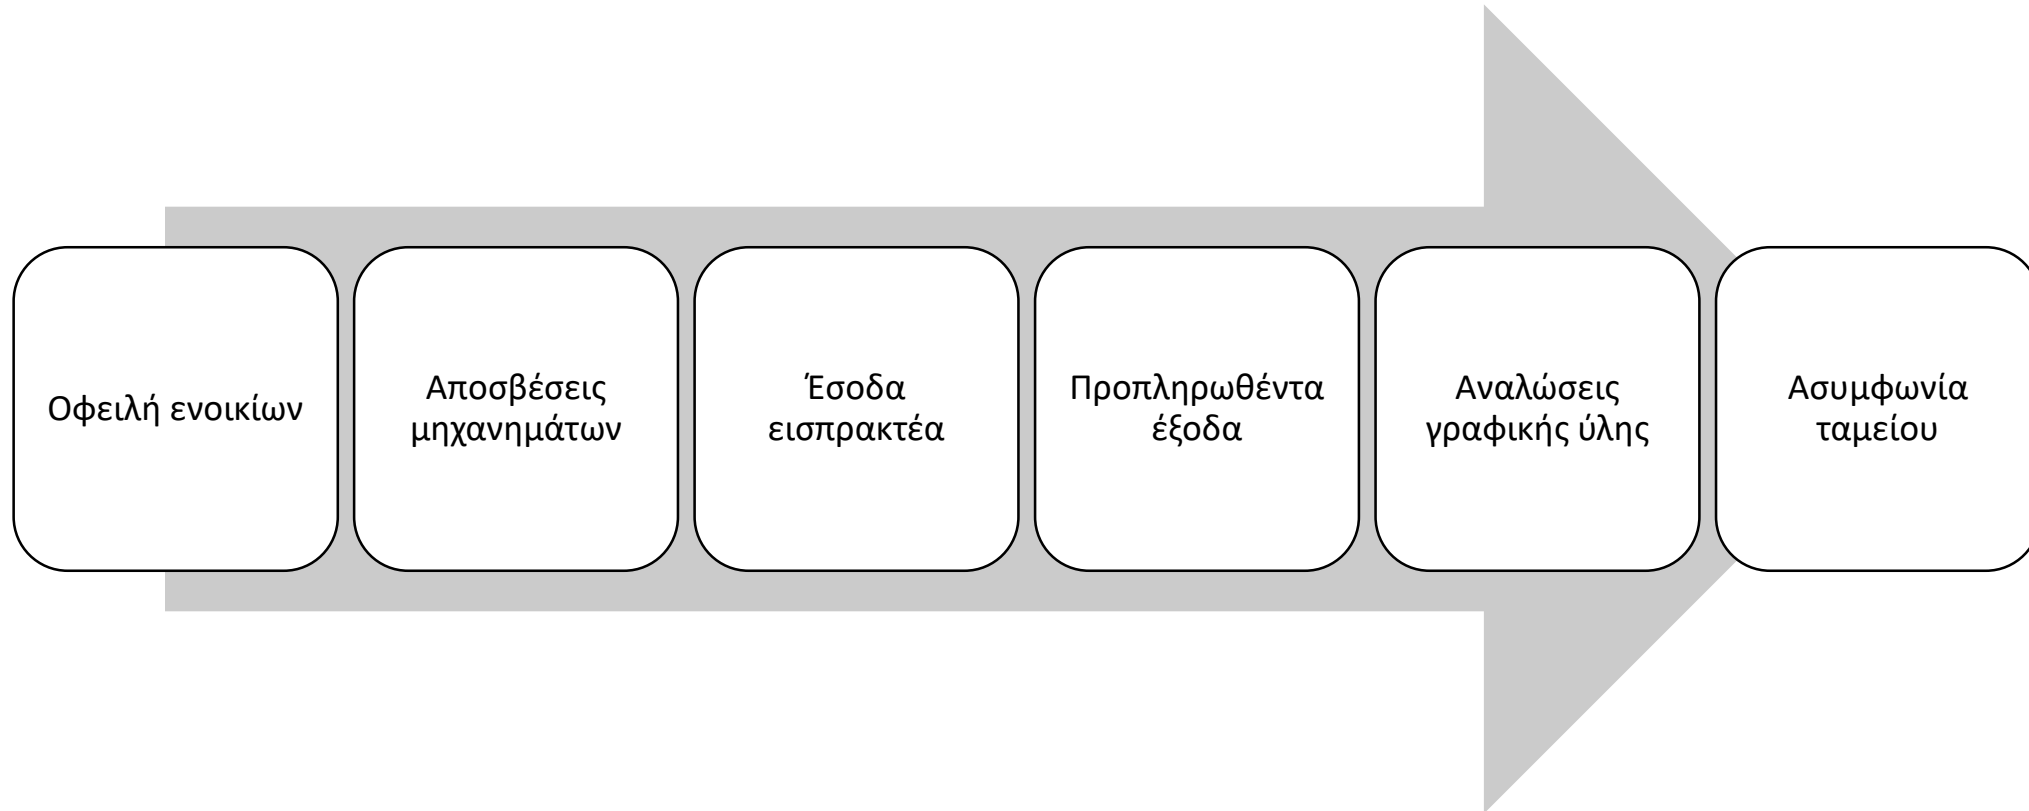 Οφειλή ενοικίων
Αποσβέσεις
μηχανημάτων
Έσοδα
εισπρακτέα
Προπληρωθέντα
έξοδα
Αναλώσεις
γραφικής ύλης
Ασυμφωνία
ταμείου